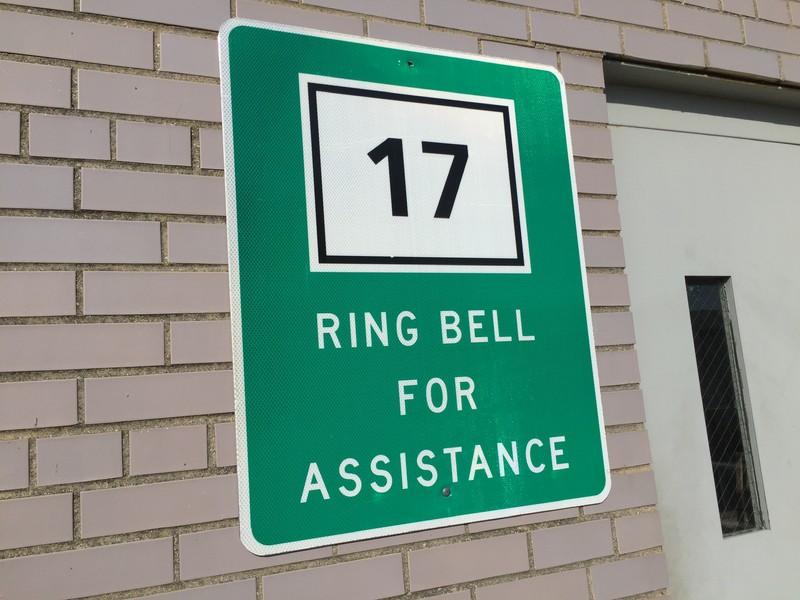 17
RING BELL
FOR
ASSISTANCE